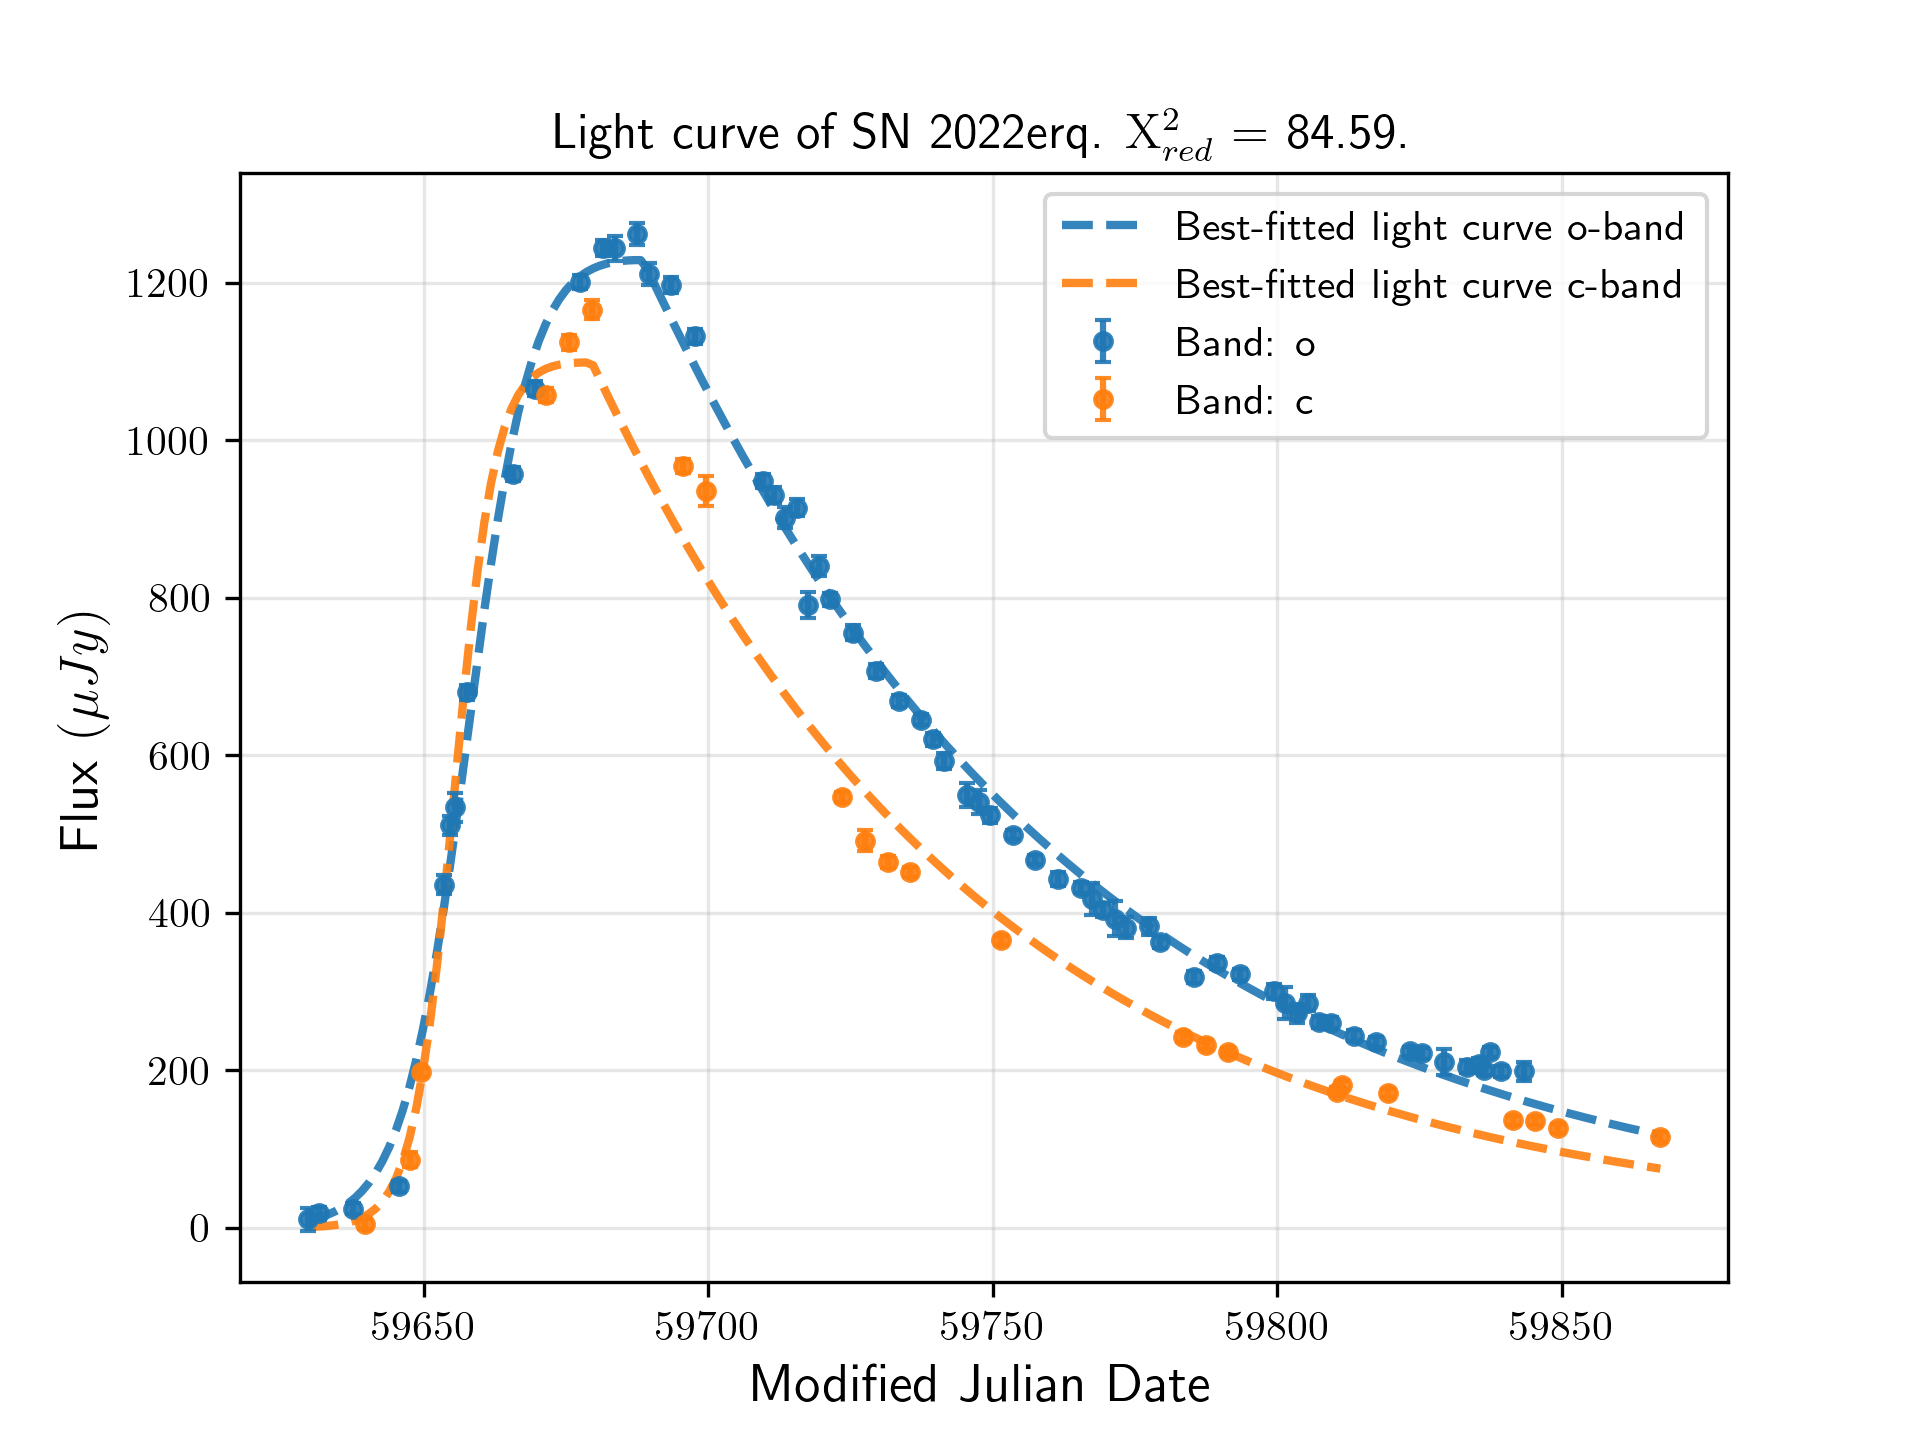 Light curve of SN 2022erq. X²_red = 84.59.
Best-fitted light curve o-band
Best-fitted light curve c-band
Band: o
Band: c
1200
1000
800
600
400
200
0
Flux (μJy)
59650 59700 59750 59800 59850
Modified Julian Date